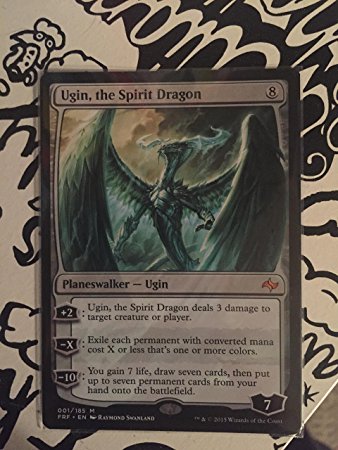 Ugin, the Spirit Dragon 8
Planeswalker — Ugin
+2: Ugin, the Spirit Dragon deals 3 damage to
target creature or player.
-X: Exile each permanent with converted mana
cost X or less that's one or more colors.
-10: You gain 7 life, draw seven cards, then put
up to seven permanent cards from your
hand onto the battlefield.
7
001/185 M
FRF • EN Raymond Swanland
™ & © 2015 Wizards of the Coast